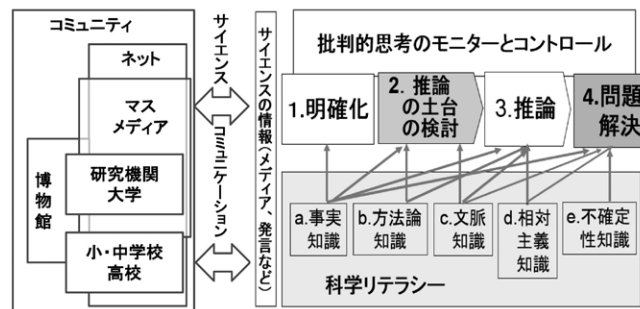 コミュニティ
ネット
マス
メディア
博物館
研究機関
大学
小・中学校
高校
サイエンス
コミュニケーション
サイエンスの情報(メディア、発言など)
批判的思考のモニターとコントロール
1.明確化
2. 推論
の土台
の検討
3.推論
4.問題
解決
a.事実
知識
b.方法論
知識
c.文脈
知識
d.相対
主義
知識
e.不確定
性知識
科学リテラシー